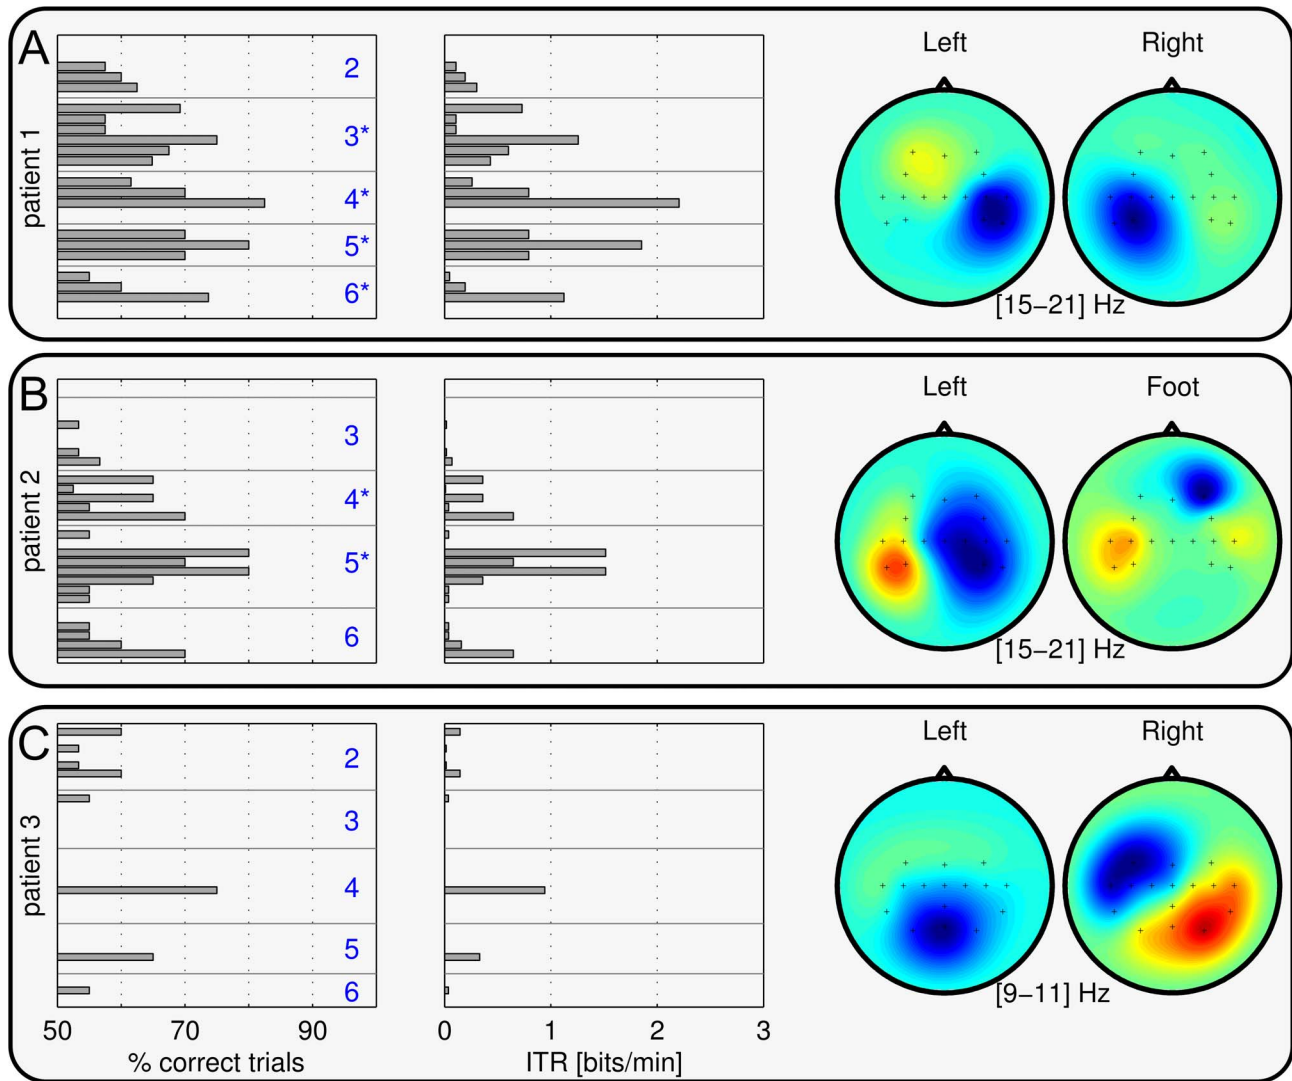 A
Left
Right
patient 1
2
3*
4*
5*
6*
[15−21] Hz
B
Left
Foot
patient 2
3
4*
5*
6
[15−21] Hz
C
Left
Right
patient 3
2
3
4
5
6
[9−11] Hz
50 70 90
0 1 2 3
% correct trials
ITR [bits/min]